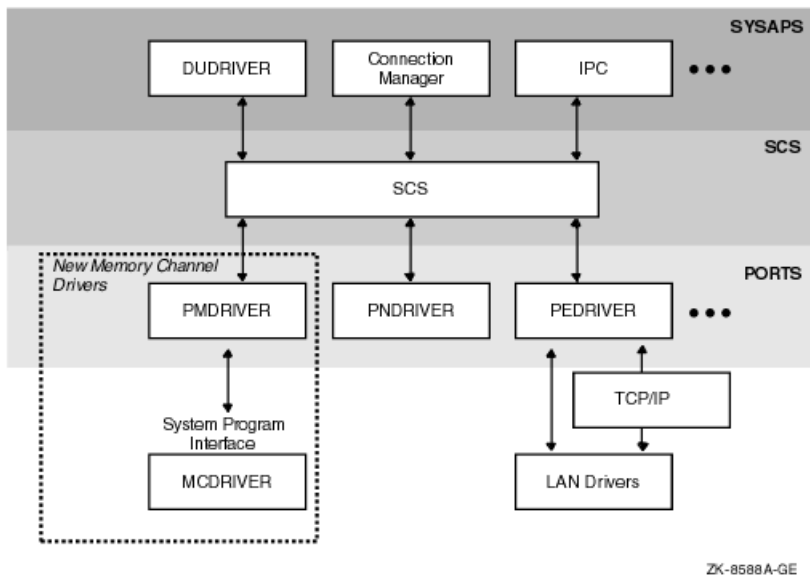 SYSAPS
DUDRIVER
Connection
Manager
IPC
SCS
SCS
New Memory Channel
Drivers
PORTS
PMDRIVER
PNDRIVER
PEDRIVER
TCP/IP
System Program
Interface
MCDRIVER
LAN Drivers
ZK-8588A-GE